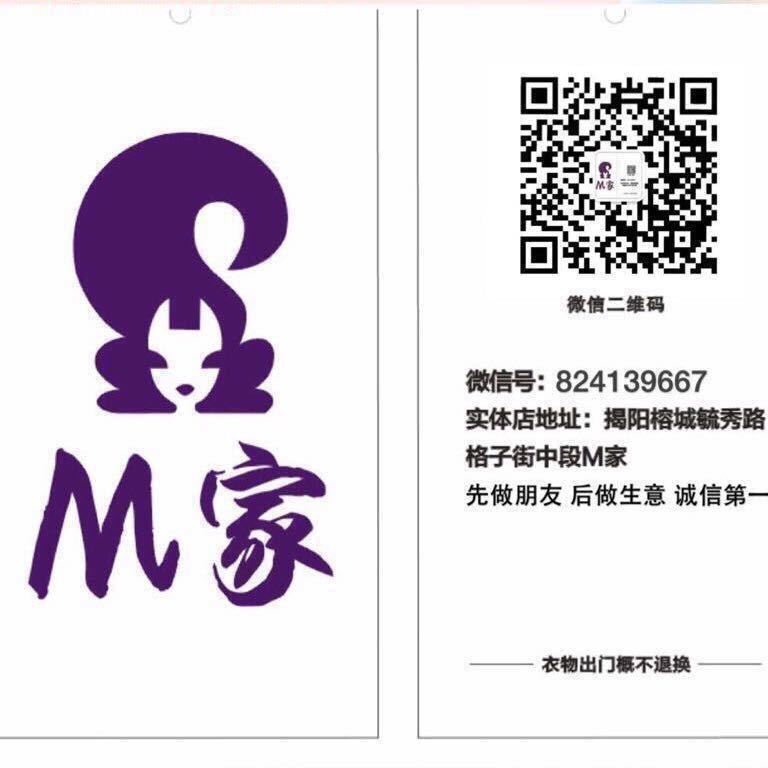 M家
微信二维码
微信号：824139667
实体店地址：揭阳榕城毓秀路
格子街中段M家
先做朋友 后做生意 诚信第一
衣物出门概不退换